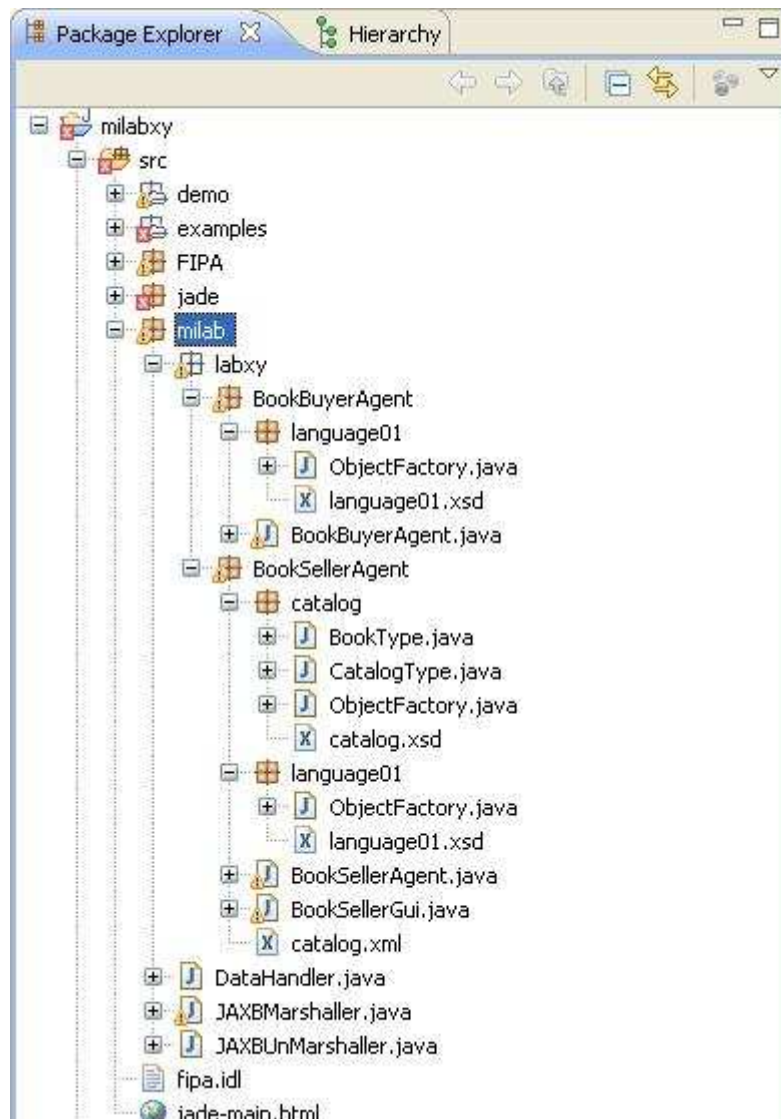 Package Explorer Hierarchy
milabxy
src
demo
examples
FIPA
jade
milab
labxy
BookBuyerAgent
language01
ObjectFactory.java
language01.xsd
BookBuyerAgent.java
BookSellerAgent
catalog
BookType.java
CatalogType.java
ObjectFactory.java
catalog.xsd
language01
ObjectFactory.java
language01.xsd
BookSellerAgent.java
BookSellerGui.java
catalog.xml
DataHandler.java
JAXBMarshaller.java
JAXBUnMarshaller.java
fipa.idl
jade-main.html